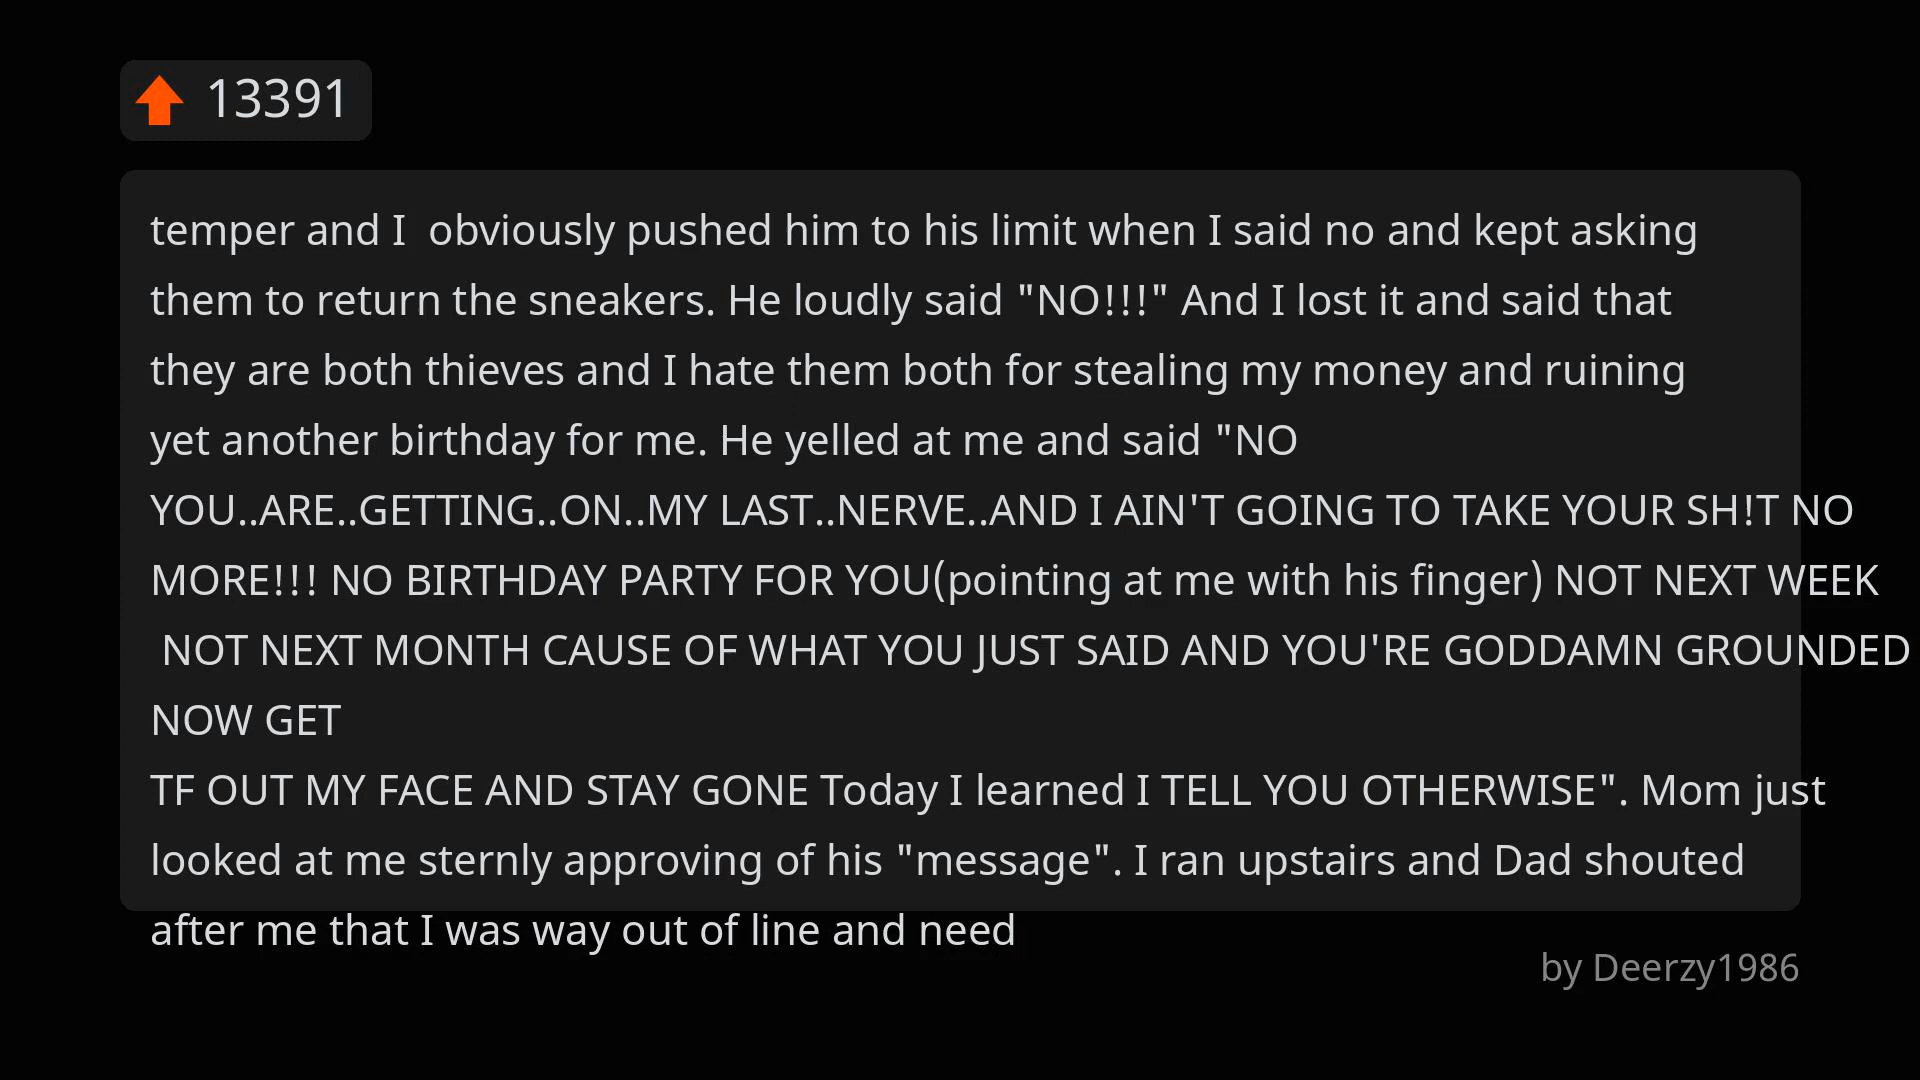 13391
temper and I  obviously pushed him to his limit when I said no and kept asking
them to return the sneakers. He loudly said "NO!!!" And I lost it and said that
they are both thieves and I hate them both for stealing my money and ruining
yet another birthday for me. He yelled at me and said "NO
YOU..ARE..GETTING..ON..MY LAST..NERVE..AND I AIN'T GOING TO TAKE YOUR SH!T NO
MORE!!! NO BIRTHDAY PARTY FOR YOU(pointing at me with his finger) NOT NEXT WEEK
NOT NEXT MONTH CAUSE OF WHAT YOU JUST SAID AND YOU'RE GODDAMN GROUNDED
NOW GET
TF OUT MY FACE AND STAY GONE Today I learned I TELL YOU OTHERWISE". Mom just
looked at me sternly approving of his "message". I ran upstairs and Dad shouted
after me that I was way out of line and need
by Deerzy1986